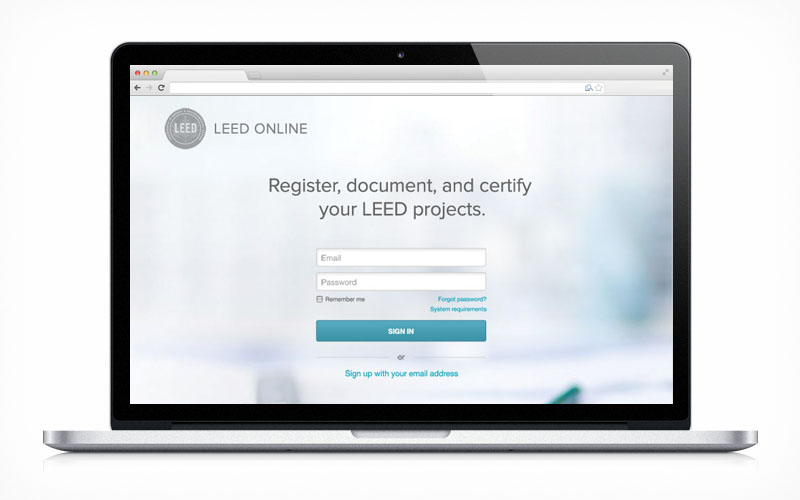 LEED
LEED ONLINE
Register, document, and certify
your LEED projects.
Email
Password
Remember me
Forgot password?
System requirements
SIGN IN
or
Sign up with your email address